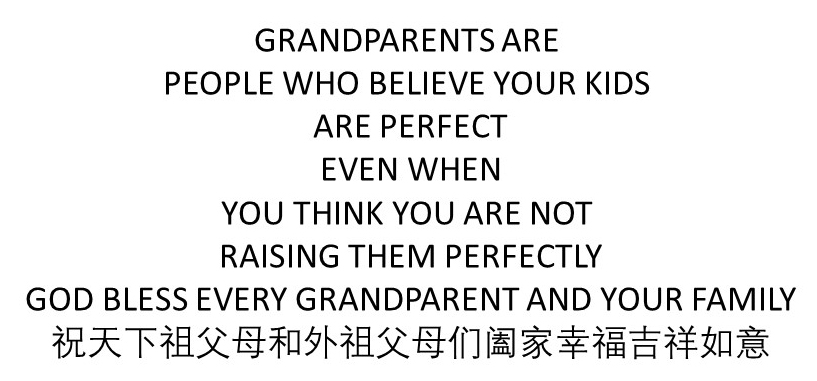 GRANDPARENTS ARE
PEOPLE WHO BELIEVE YOUR KIDS
ARE PERFECT
EVEN WHEN
YOU THINK YOU ARE NOT
RAISING THEM PERFECTLY
GOD BLESS EVERY GRANDPARENT AND YOUR FAMILY
祝天下祖父母和外祖父母们阖家幸福吉祥如意